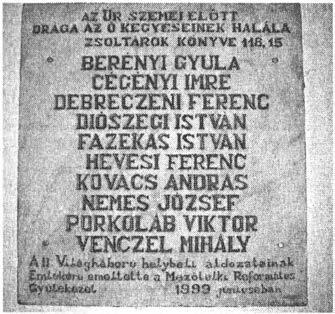 AZ ÚR SZEMEI ELŐTT
DRÁGA AZ Ő KEGYESEINEK HALÁLA
ZSOLTÁROK KÖNYVE 116.15
BERÉNYI GYULA
CEGÉNYI IMRE
DEBRECZENI FERENC
DIÓSZEGI ISTVÁN
FAZEKAS ISTVÁN
HEVESI FERENC
KOVÁCS ANDRÁS
NEMES JÓZSEF
PORKOLÁB VIKTOR
VENCZEL MIHÁLY
A II Világháború helybeli áldozatainak
Emlékére emeltette a Mezőtelki Református
Gyülekezet 1999 júniusában